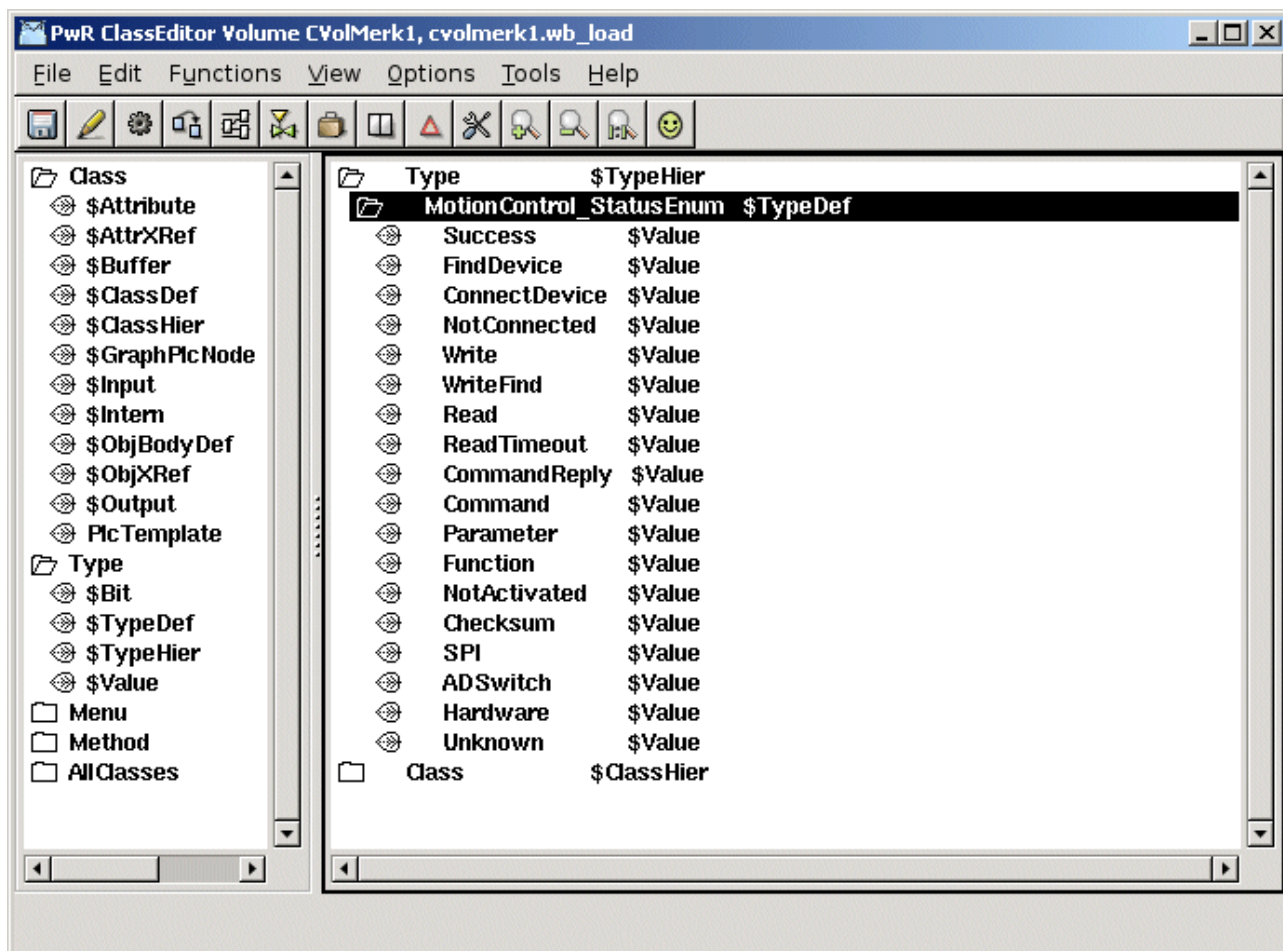 PwR ClassEditor Volume CVolMerk1, cvolmerk1.wb_load
File Edit Functions View Options Tools Help
Class
$Attribute
$AttrXRef
$Buffer
$ClassDef
$ClassHier
$GraphPlcNode
$Input
$Intern
$ObjBodyDef
$ObjXRef
$Output
PlcTemplate
Type
$Bit
$TypeDef
$TypeHier
$Value
Menu
Method
AllClasses
Type $TypeHier
MotionControl_StatusEnum $TypeDef
Success $Value
FindDevice $Value
ConnectDevice $Value
NotConnected $Value
Write $Value
WriteFind $Value
Read $Value
ReadTimeout $Value
CommandReply $Value
Command $Value
Parameter $Value
Function $Value
NotActivated $Value
Checksum $Value
SPI $Value
ADSwitch $Value
Hardware $Value
Unknown $Value
Class $ClassHier